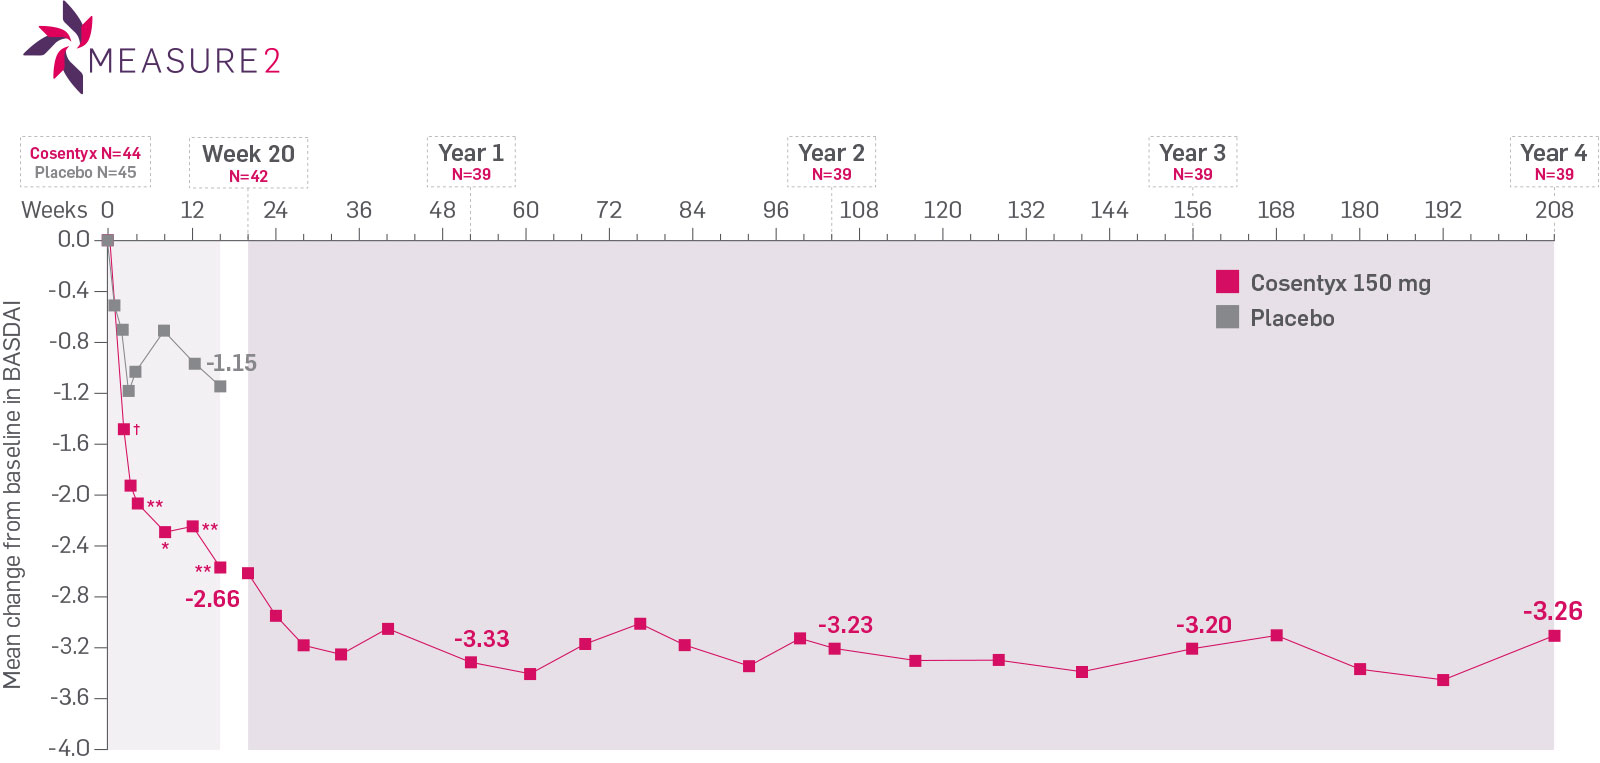 MEASURE2
Cosentyx N=44
Placebo N=45
Week 20
N=42
Year 1
N=39
Year 2
N=39
Year 3
N=39
Year 4
N=39
Weeks 0 12 24 36 48 60 72 84 96 108 120 132 144 156 168 180 192 208
Mean change from baseline in BASDAI
0.0
-0.4
-0.8
-1.2
-1.6
-2.0
-2.4
-2.8
-3.2
-3.6
-4.0
Cosentyx 150 mg
Placebo
-1.15
†
**
**
*
**
-2.66
-3.33
-3.23
-3.20
-3.26